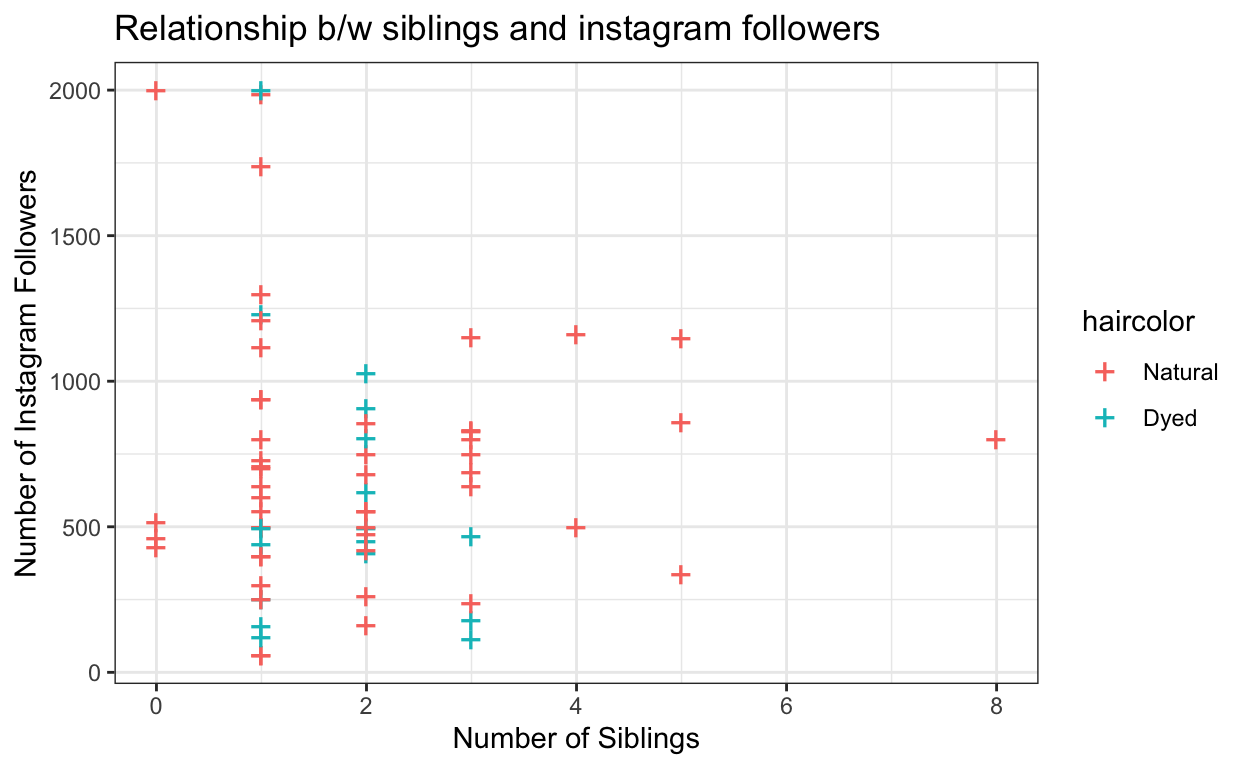 Relationship b/w siblings and instagram followers
Number of Instagram Followers
2000
1500
1000
500
0
0 2 4 6 8
Number of Siblings
haircolor
Natural
Dyed